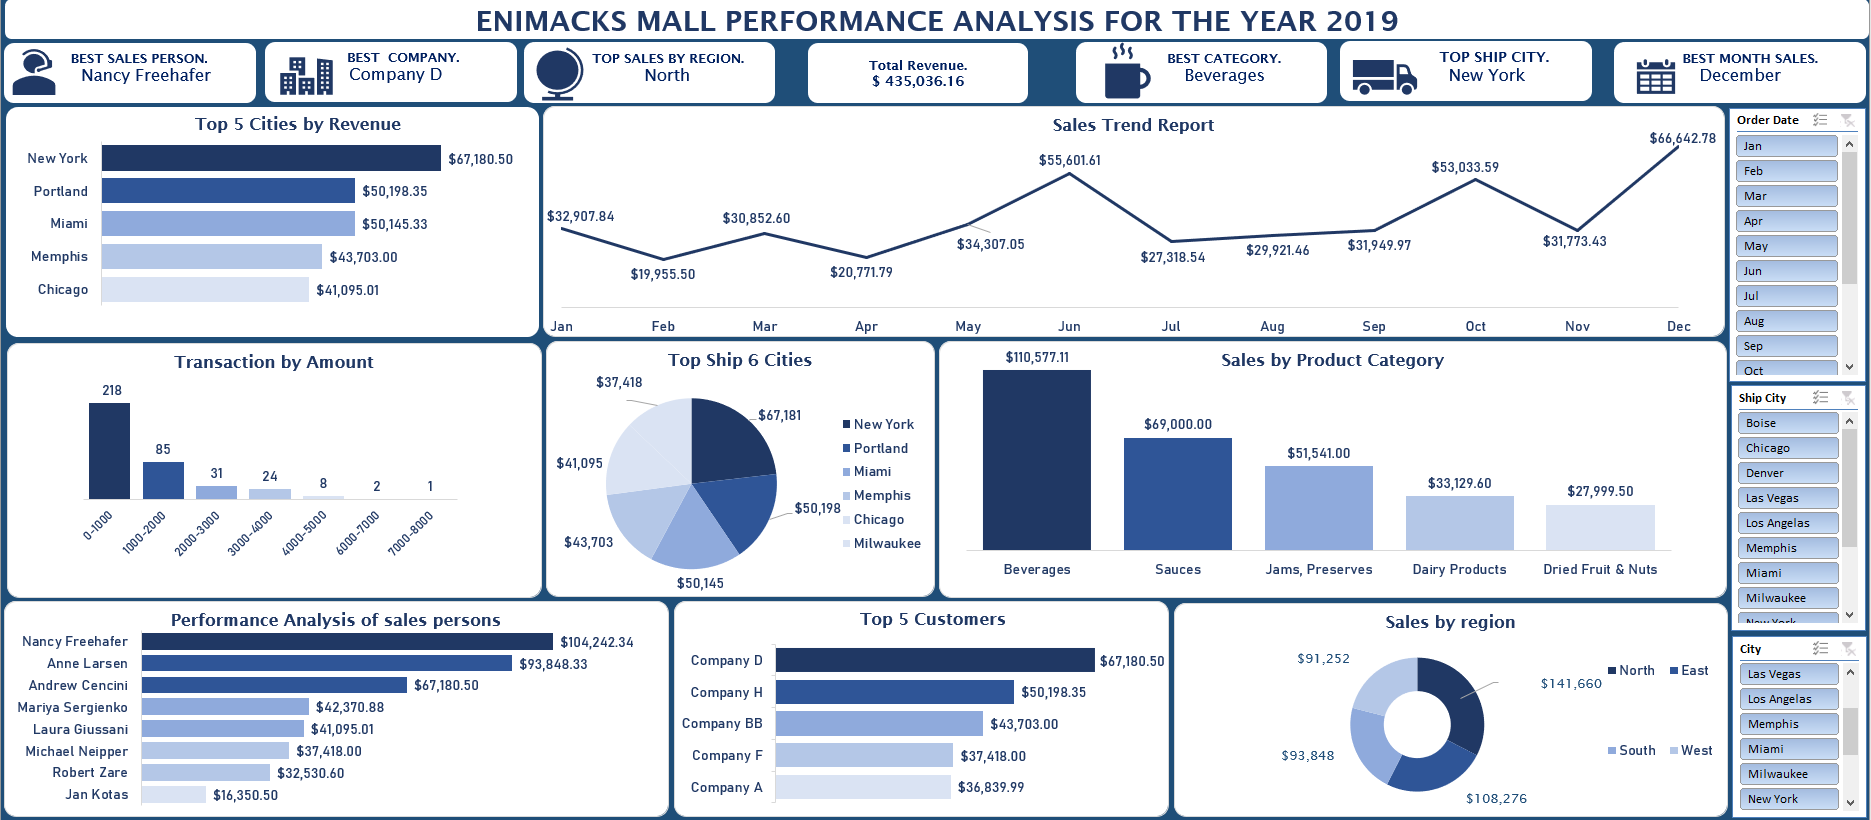 ENIMACKS MALL PERFORMANCE ANALYSIS FOR THE YEAR 2019
BEST SALES PERSON.
Nancy Freehafer
BEST  COMPANY.
Company D
TOP SALES BY REGION.
North
Total Revenue.
$ 435,036.16
BEST CATEGORY.
Beverages
TOP SHIP CITY.
New York
BEST MONTH SALES.
December
Top 5 Cities by Revenue
New York $67,180.50
Portland $50,198.35
Miami $50,145.33
Memphis $43,703.00
Chicago $41,095.01
Sales Trend Report
$32,907.84
$19,955.50
$30,852.60
$20,771.79
$34,307.05
$55,601.61
$27,318.54
$29,921.46
$31,949.97
$53,033.59
$31,773.43
$66,642.78
Jan Feb Mar Apr May Jun Jul Aug Sep Oct Nov Dec
Order Date
Jan
Feb
Mar
Apr
May
Jun
Jul
Aug
Sep
Oct
Transaction by Amount
218 85 31 24 8 2 1
0-1000 1000-2000 2000-3000 3000-4000 4000-5000 6000-7000 7000-8000
Top Ship 6 Cities
$37,418
$67,181
$41,095
$50,198
$43,703
$50,145
New York
Portland
Miami
Memphis
Chicago
Milwaukee
Sales by Product Category
$110,577.11
$69,000.00
$51,541.00
$33,129.60
$27,999.50
Beverages Sauces Jams, Preserves Dairy Products Dried Fruit & Nuts
Ship City
Boise
Chicago
Denver
Las Vegas
Los Angelas
Memphis
Miami
Milwaukee
New York
Performance Analysis of sales persons
Nancy Freehafer $104,242.34
Anne Larsen $93,848.33
Andrew Cencini $67,180.50
Mariya Sergienko $42,370.88
Laura Giussani $41,095.01
Michael Neipper $37,418.00
Robert Zare $32,530.60
Jan Kotas $16,350.50
Top 5 Customers
Company D $67,180.50
Company H $50,198.35
Company BB $43,703.00
Company F $37,418.00
Company A $36,839.99
Sales by region
$91,252
$141,660
$93,848
$108,276
North East
South West
City
Las Vegas
Los Angelas
Memphis
Miami
Milwaukee
New York